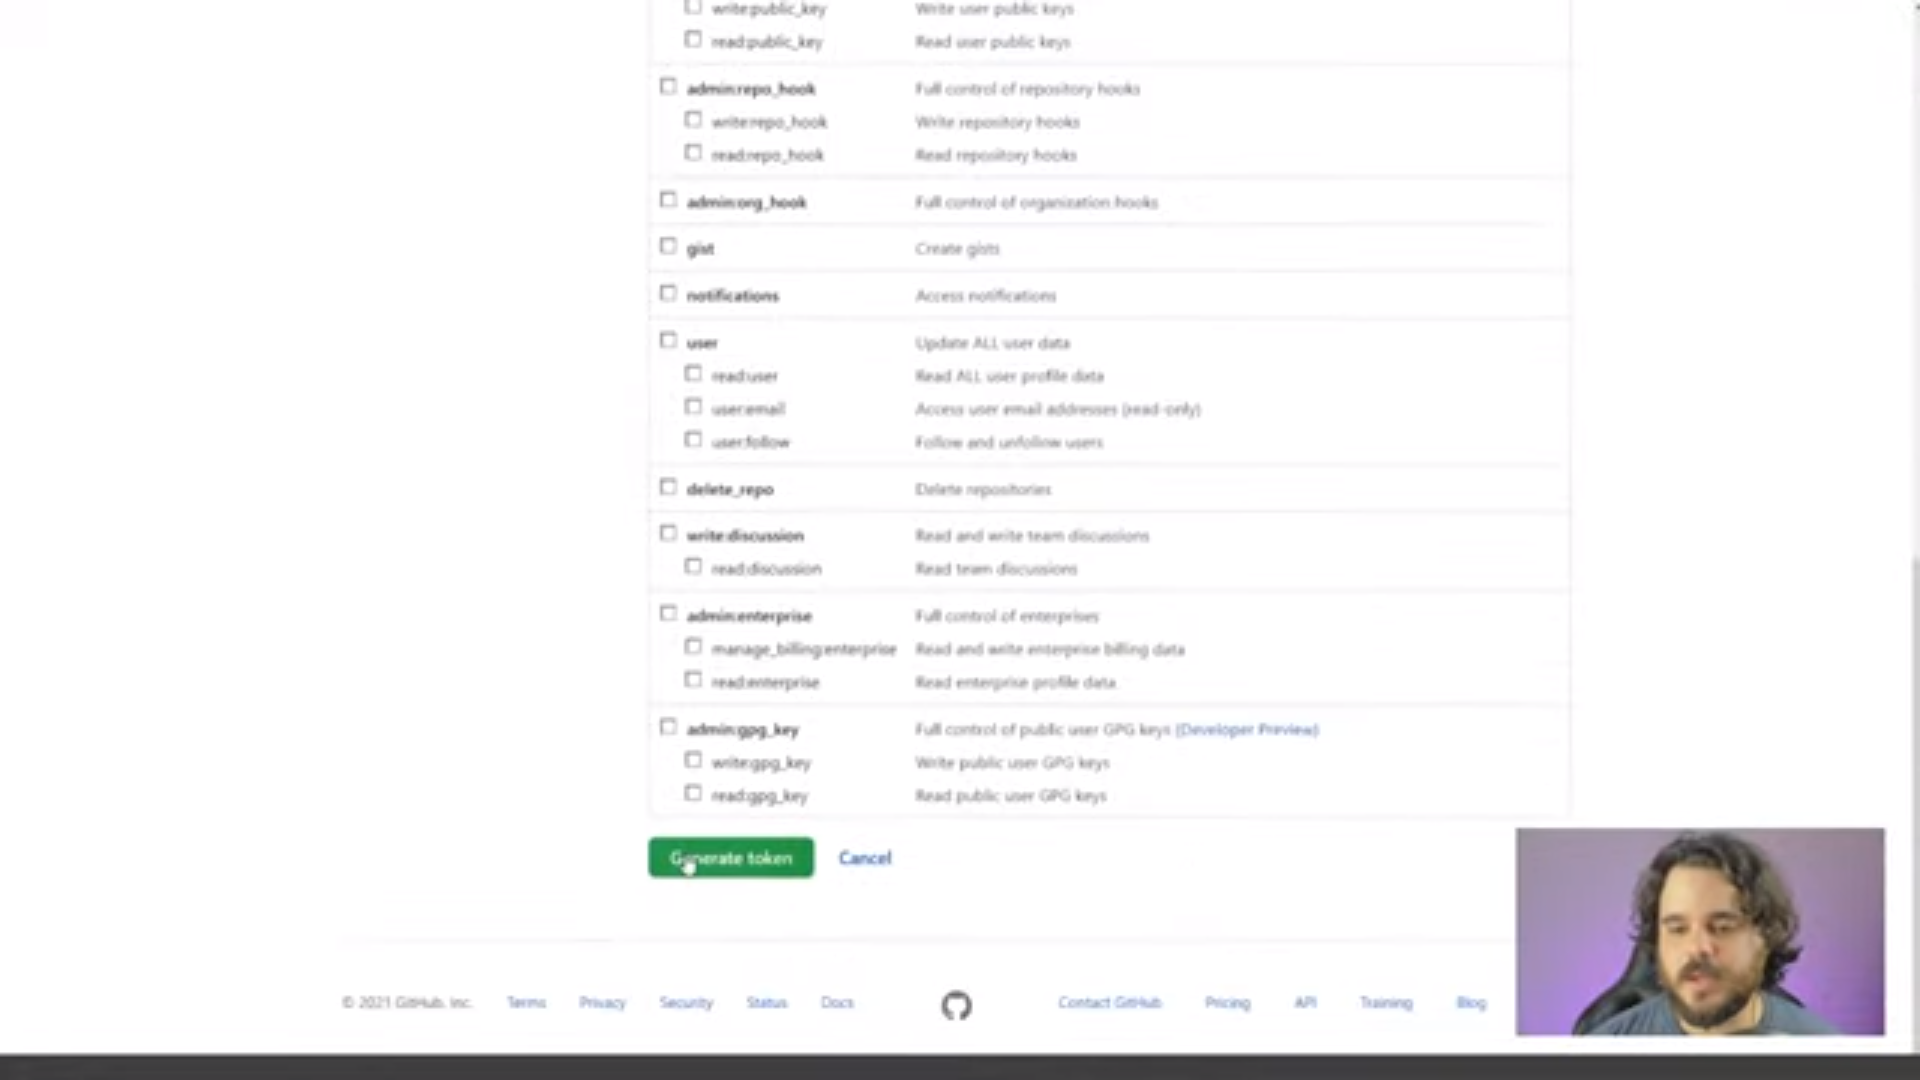 write:public_key Write user public keys
read:public_key Read user public keys
admin:repo_hook Full control of repository hooks
write:repo_hook Write repository hooks
read:repo_hook Read repository hooks
admin:org_hook Full control of organization hooks
gist Create gists
notifications Access notifications
user Update ALL user data
read:user Read ALL user profile data
user:email Access user email addresses (read-only)
user:follow Follow and unfollow users
delete_repo Delete repositories
write:discussion Read and write team discussions
read:discussion Read team discussions
admin:enterprise Full control of enterprises
manage_billing:enterprise Read and write enterprise billing data
read:enterprise Read enterprise profile data
admin:gpg_key Full control of public user GPG keys (Developer Preview)
write:gpg_key Write public user GPG keys
read:gpg_key Read public user GPG keys
Generate token Cancel
© 2021 GitHub, Inc. Terms Privacy Security Status Docs Contact GitHub Pricing API Training Blog